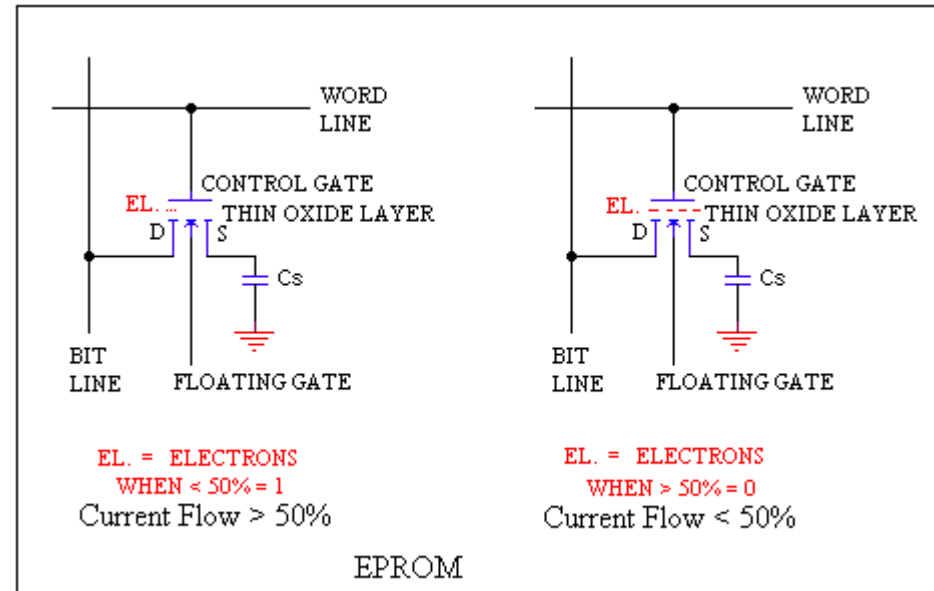 WORD
LINE
CONTROL GATE
EL. ...
THIN OXIDE LAYER
D
S
Cs
BIT
LINE
FLOATING GATE
EL. = ELECTRONS
WHEN < 50% = 1
Current Flow > 50%
WORD
LINE
CONTROL GATE
EL.
THIN OXIDE LAYER
D
S
Cs
BIT
LINE
FLOATING GATE
EL. = ELECTRONS
WHEN > 50% = 0
Current Flow < 50%
EPROM